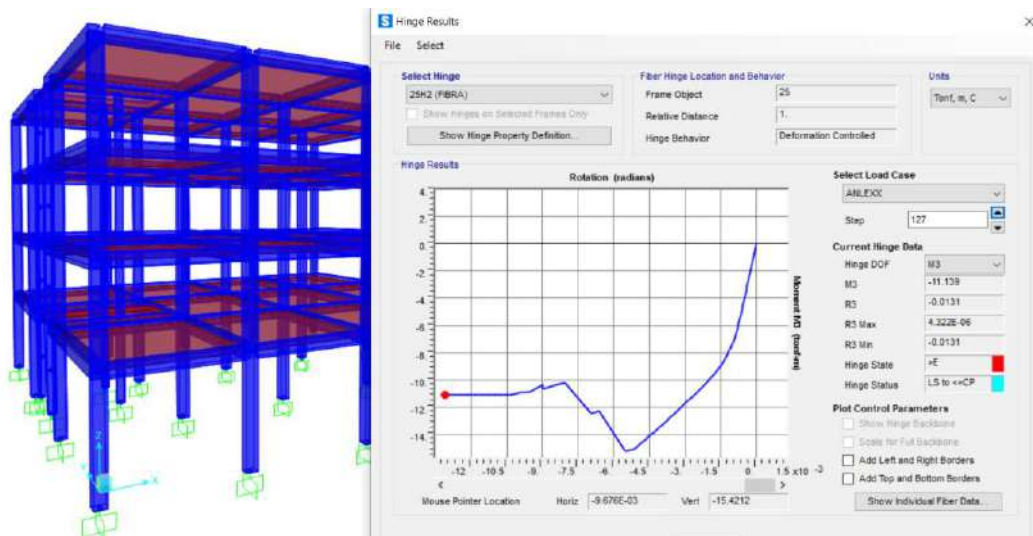 Hinge Results
File Select
Select Hinge
25H2 (FIBRA)
Show Hinges on Selected Frames Only
Show Hinge Property Definition...
Fiber Hinge Location and Behavior
Frame Object 25
Relative Distance 1.
Hinge Behavior Deformation Controlled
Units
Tonf, m, C
Hinge Results
Rotation (radians)
4.
2.
0.
-2.
-4.
-6.
-8.
-10.
-12.
-14.
-12. -10.5 -9. -7.5 -6. -4.5 -3. -1.5 0. 1.5 x10 -3
Moment M3 (tonf-m)
Mouse Pointer Location Horiz -9.676E-03 Vert -15.4212
Select Load Case
ANLEXX
Step 127
Current Hinge Data
Hinge DOF M3
M3 -11.139
R3 -0.0131
R3 Max 4.322E-06
R3 Min -0.0131
Hinge State >E
Hinge Status LS to <=CP
Plot Control Parameters
Show Hinge Backbone
Scale for Full Backbone
Add Left and Right Borders
Add Top and Bottom Borders
Show Individual Fiber Data...
Z
Y
X